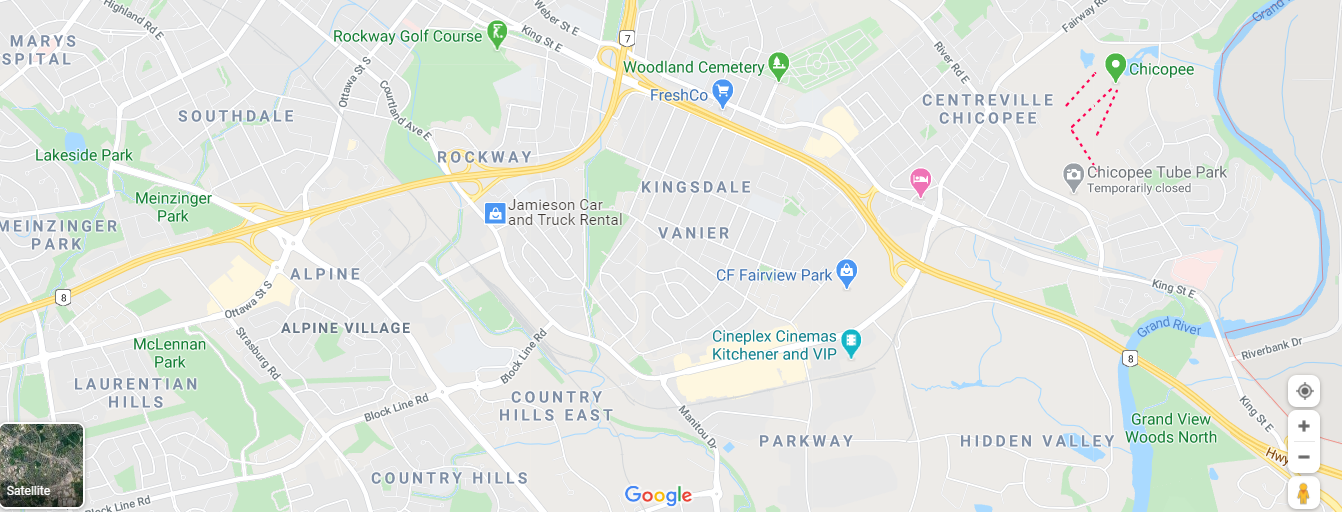 Highland Rd E
Weber St E
Fairway Rd
Grand
Rockway Golf Course
King St E
7
MARYS
SPITAL
River Rd E
Woodland Cemetery
Chicopee
Ottawa St S
FreshCo
Courtland Ave E
CENTREVILLE
CHICOPEE
SOUTHDALE
Lakeside Park
ROCKWAY
Chicopee Tube Park
Temporarily closed
KINGSDALE
Meinzinger
Park
Jamieson Car
and Truck Rental
MEINZINGER
PARK
VANIER
ALPINE
CF Fairview Park
King St E
8
Ottawa St S
ALPINE VILLAGE
Grand River
Cineplex Cinemas
Kitchener and VIP
McLennan
Park
Strasburg Rd
Block Line Rd
8
Riverbank Dr
LAURENTIAN
HILLS
COUNTRY
HILLS EAST
Block Line Rd
King St E
Manitou Dr
Grand View
Woods North
PARKWAY
HIDDEN VALLEY
Hwy
COUNTRY HILLS
Satellite
Google
Block Line Rd